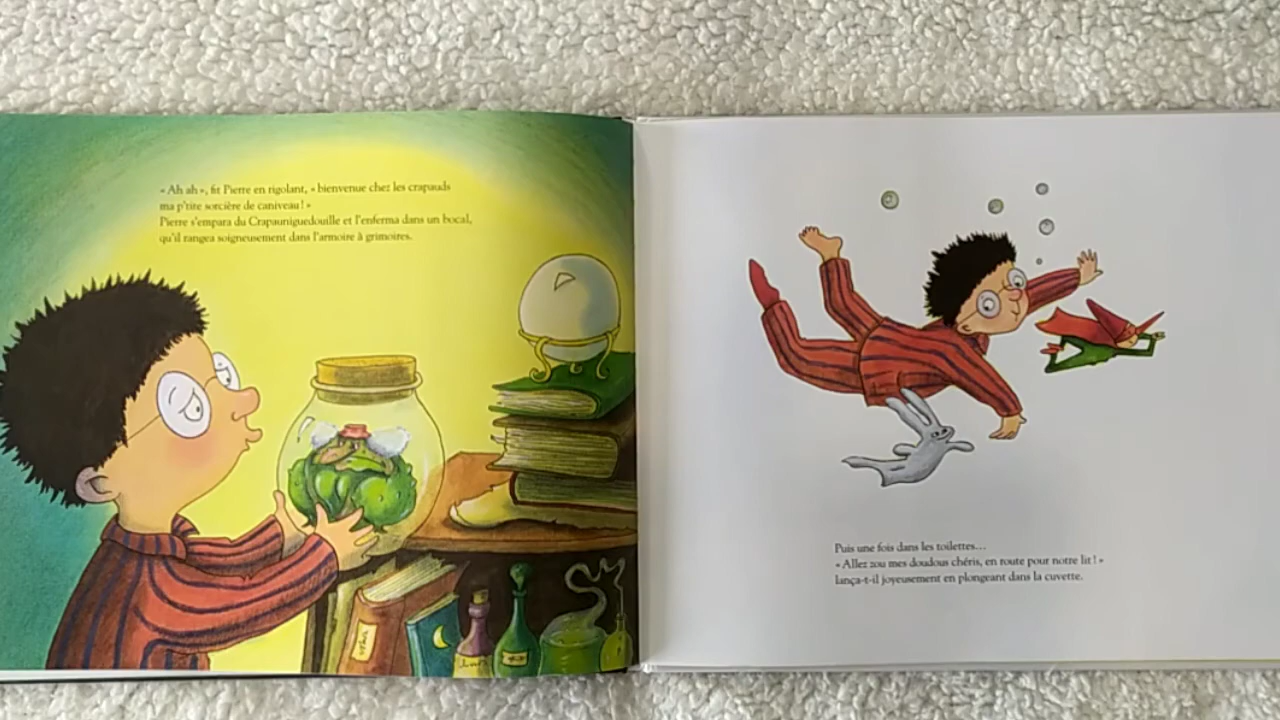 « Ah ah », fit Pierre en rigolant, « bienvenue chez les crapauds
ma p'tite sorcière de caniveau ! »
Pierre s'empara du Crapauniguedouille et l'enferma dans un bocal,
qu'il rangea soigneusement dans l'armoire à grimoires.
Puis une fois dans les toilettes...
« Allez zou mes doudous chéris, en route pour notre lit ! »
lança-t-il joyeusement en plongeant dans la cuvette.